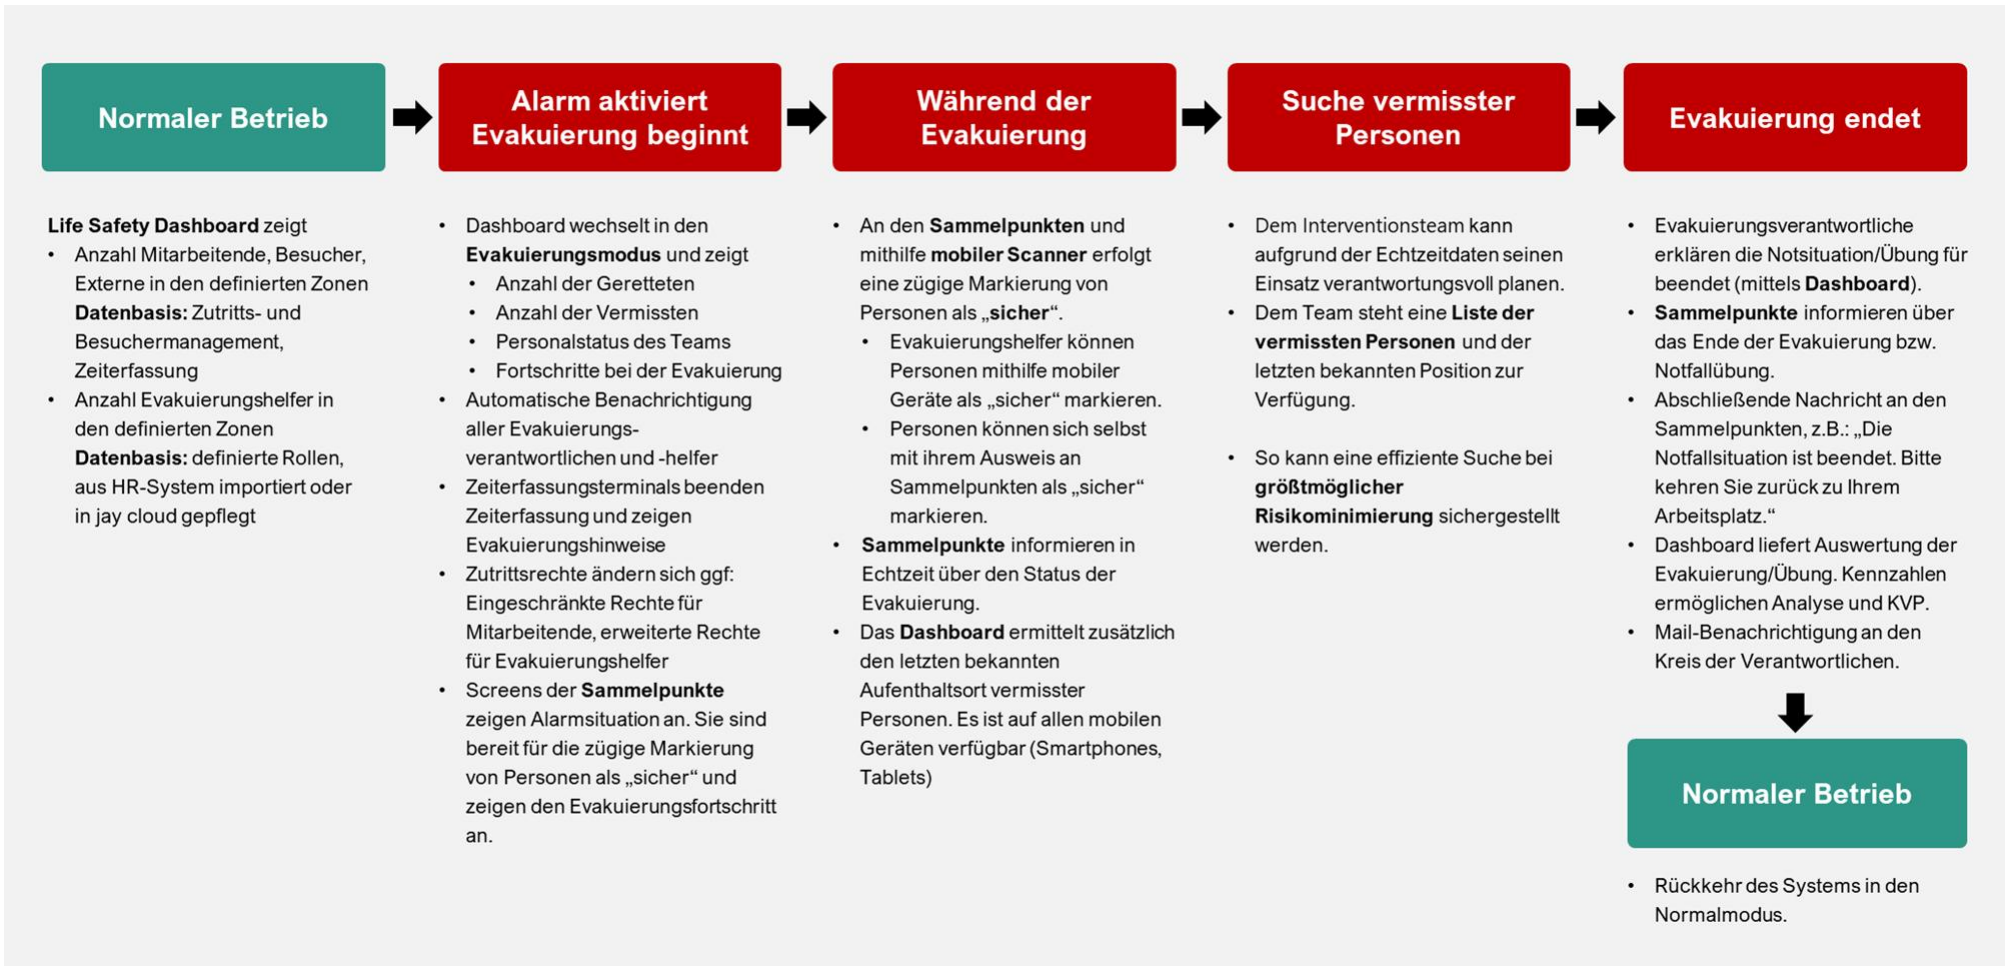 Normaler Betrieb
Life Safety Dashboard zeigt
• Anzahl Mitarbeitende, Besucher,
Externe in den definierten Zonen
Datenbasis: Zutritts- und
Besuchermanagement,
Zeiterfassung
• Anzahl Evakuierungshelfer in
den definierten Zonen
Datenbasis: definierte Rollen,
aus HR-System importiert oder
in jay cloud gepflegt
Alarm aktiviert
Evakuierung beginnt
• Dashboard wechselt in den
Evakuierungsmodus und zeigt
• Anzahl der Geretteten
• Anzahl der Vermissten
• Personalstatus des Teams
• Fortschritte bei der Evakuierung
• Automatische Benachrichtigung
aller Evakuierungs-
verantwortlichen und -helfer
• Zeiterfassungsterminals beenden
Zeiterfassung und zeigen
Evakuierungshinweise
• Zutrittsrechte ändern sich ggf:
Eingeschränkte Rechte für
Mitarbeitende, erweiterte Rechte
für Evakuierungshelfer
• Screens der Sammelpunkte
zeigen Alarmsituation an. Sie sind
bereit für die zügige Markierung
von Personen als „sicher“ und
zeigen den Evakuierungsfortschritt
an.
Während der
Evakuierung
• An den Sammelpunkten und
mithilfe mobiler Scanner erfolgt
eine zügige Markierung von
Personen als „sicher“.
• Evakuierungshelfer können
Personen mithilfe mobiler
Geräte als „sicher“ markieren.
• Personen können sich selbst
mit ihrem Ausweis an
Sammelpunkten als „sicher“
markieren.
• Sammelpunkte informieren in
Echtzeit über den Status der
Evakuierung.
• Das Dashboard ermittelt zusätzlich
den letzten bekannten
Aufenthaltsort vermisster
Personen. Es ist auf allen mobilen
Geräten verfügbar (Smartphones,
Tablets)
Suche vermisster
Personen
• Dem Interventionsteam kann
aufgrund der Echtzeitdaten seinen
Einsatz verantwortungsvoll planen.
• Dem Team steht eine Liste der
vermissten Personen und der
letzten bekannten Position zur
Verfügung.
• So kann eine effiziente Suche bei
größtmöglicher
Risikominimierung sichergestellt
werden.
Evakuierung endet
• Evakuierungsverantwortliche
erklären die Notsituation/Übung für
beendet (mittels Dashboard).
• Sammelpunkte informieren über
das Ende der Evakuierung bzw.
Notfallübung.
• Abschließende Nachricht an den
Sammelpunkten, z.B.: „Die
Notfallsituation ist beendet. Bitte
kehren Sie zurück zu Ihrem
Arbeitsplatz.“
• Dashboard liefert Auswertung der
Evakuierung/Übung. Kennzahlen
ermöglichen Analyse und KVP.
• Mail-Benachrichtigung an den
Kreis der Verantwortlichen.
Normaler Betrieb
• Rückkehr des Systems in den
Normalmodus.